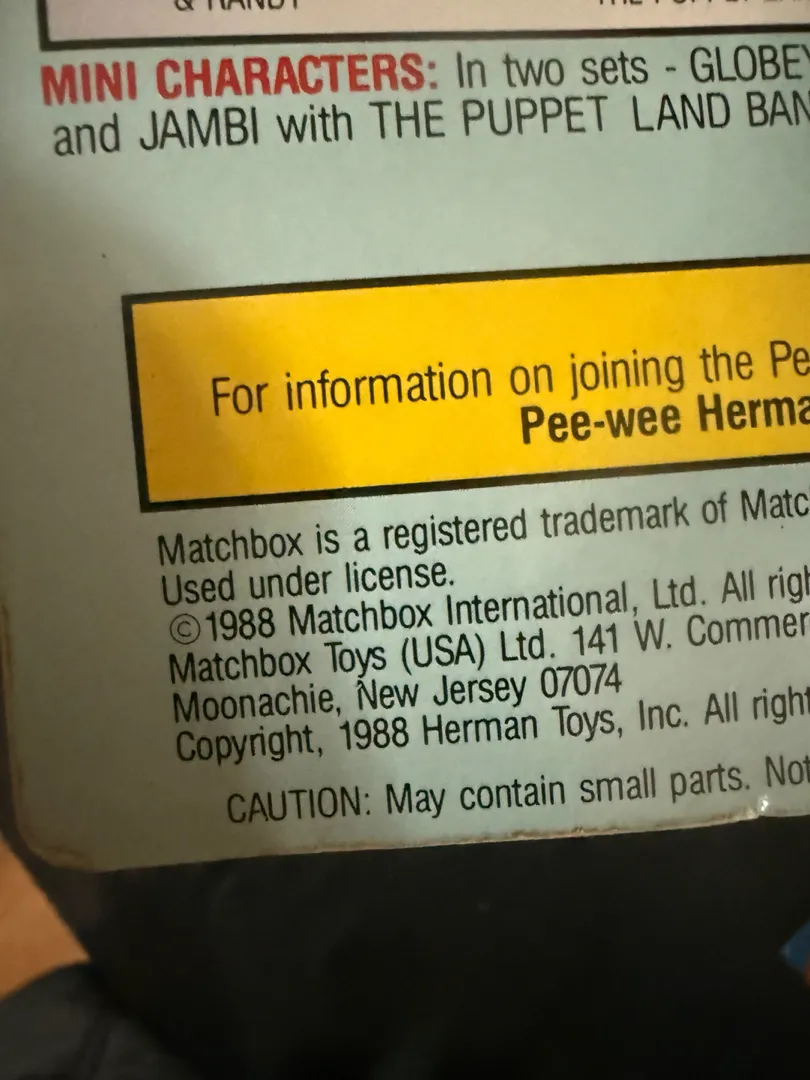 & RANDY
MINI CHARACTERS: In two sets - GLOBEY
and JAMBI with THE PUPPET LAND BAN
For information on joining the Pe
Pee-wee Herma
Matchbox is a registered trademark of Matc
Used under license.
©1988 Matchbox International, Ltd. All righ
Matchbox Toys (USA) Ltd. 141 W. Commer
Moonachie, New Jersey 07074
Copyright, 1988 Herman Toys, Inc. All right
CAUTION: May contain small parts. Not